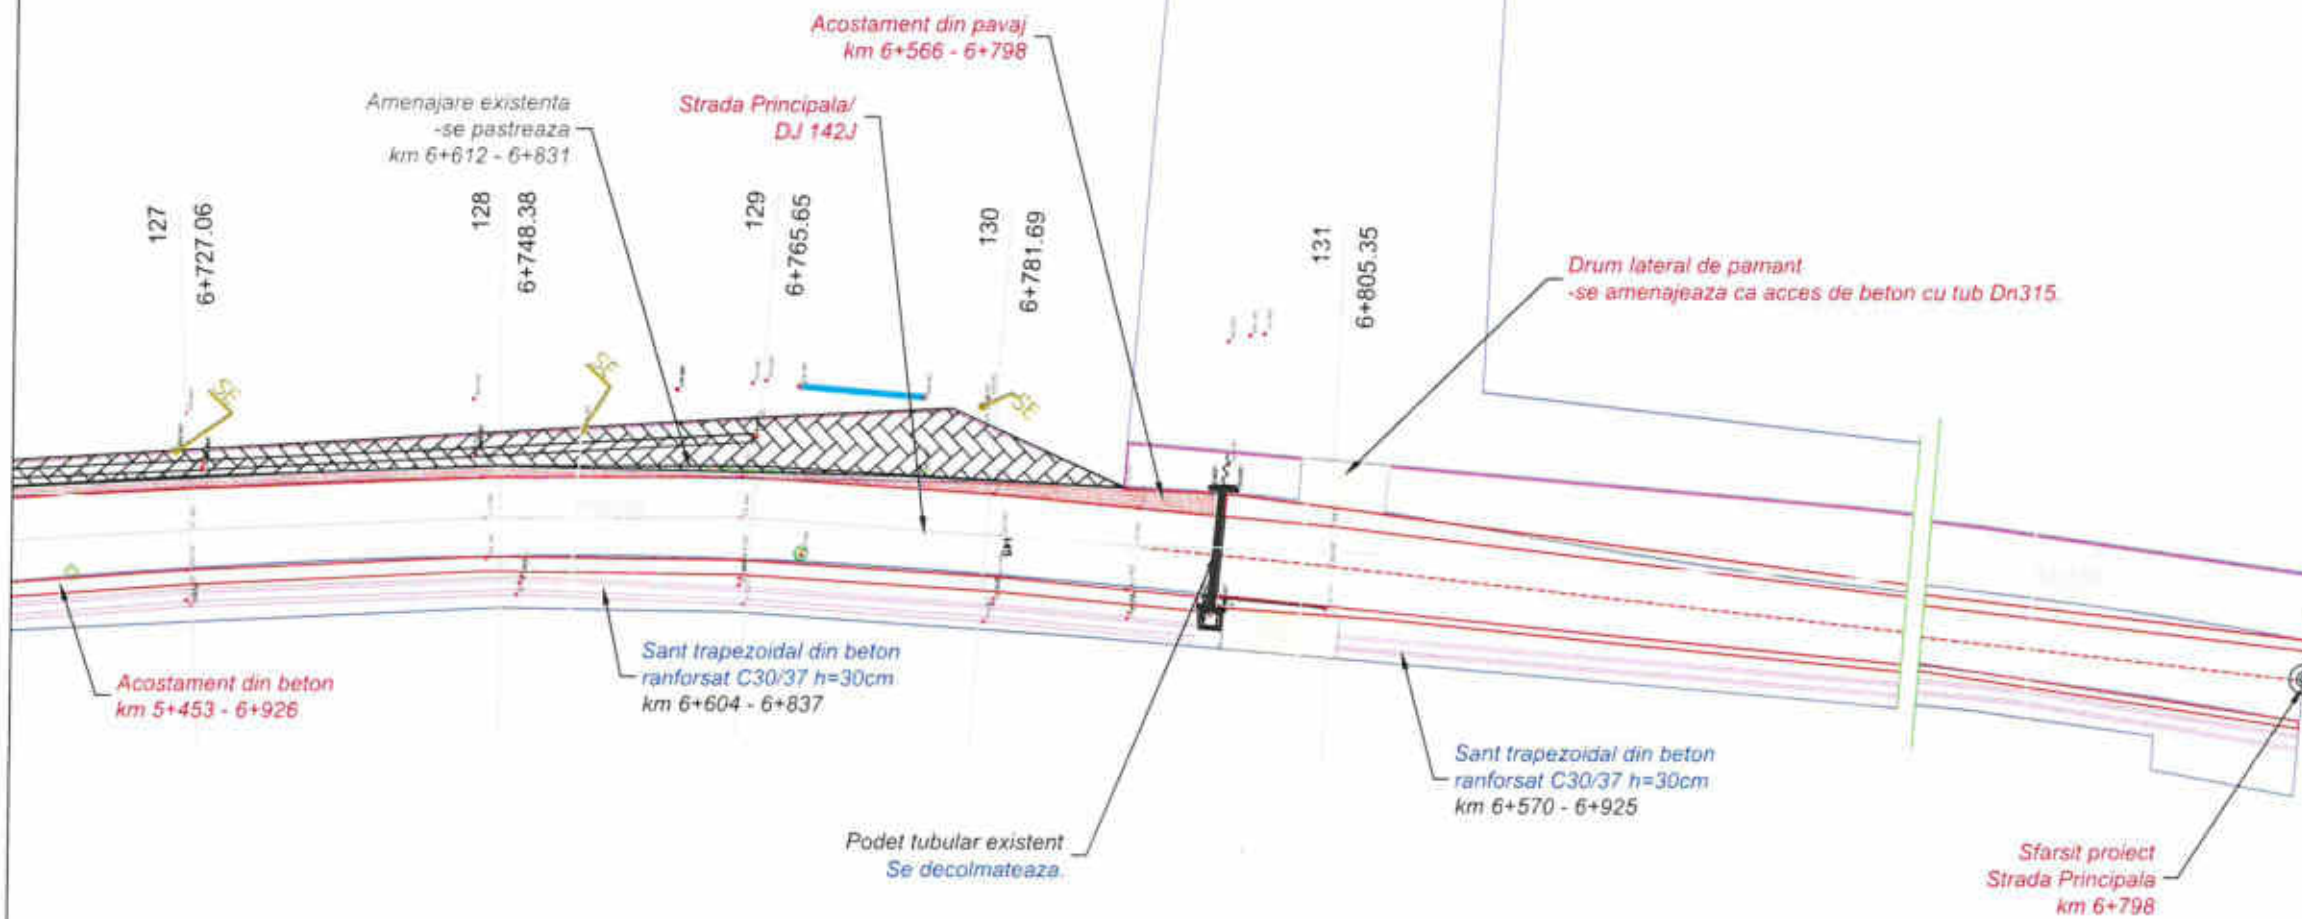 Acostament din pavaj
km 6+566 - 6+798
Amenajare existenta
-se pastreaza
km 6+612 - 6+831
Strada Principala/
DJ 142J
127
6+727.06
128
6+748.38
129
6+765.65
130
6+781.69
131
6+805.35
Drum lateral de pamant
-se amenajeaza ca acces de beton cu tub Dn315.
SE
SE
SE
Acostament din beton
km 5+453 - 6+926
Sant trapezoidal din beton
ranforsat C30/37 h=30cm
km 6+604 - 6+837
Sant trapezoidal din beton
ranforsat C30/37 h=30cm
km 6+570 - 6+925
Podet tubular existent
Se decolmateaza.
Sfarsit proiect
Strada Principala
km 6+798